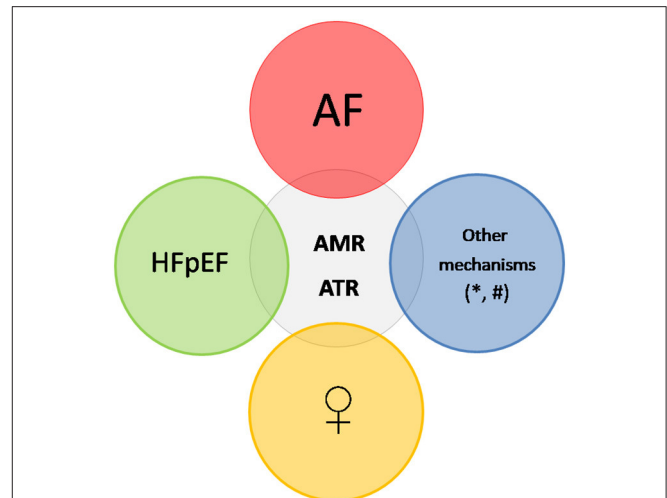 AF
HFpEF
AMR
ATR
Other
mechanisms
(*, #)
♀